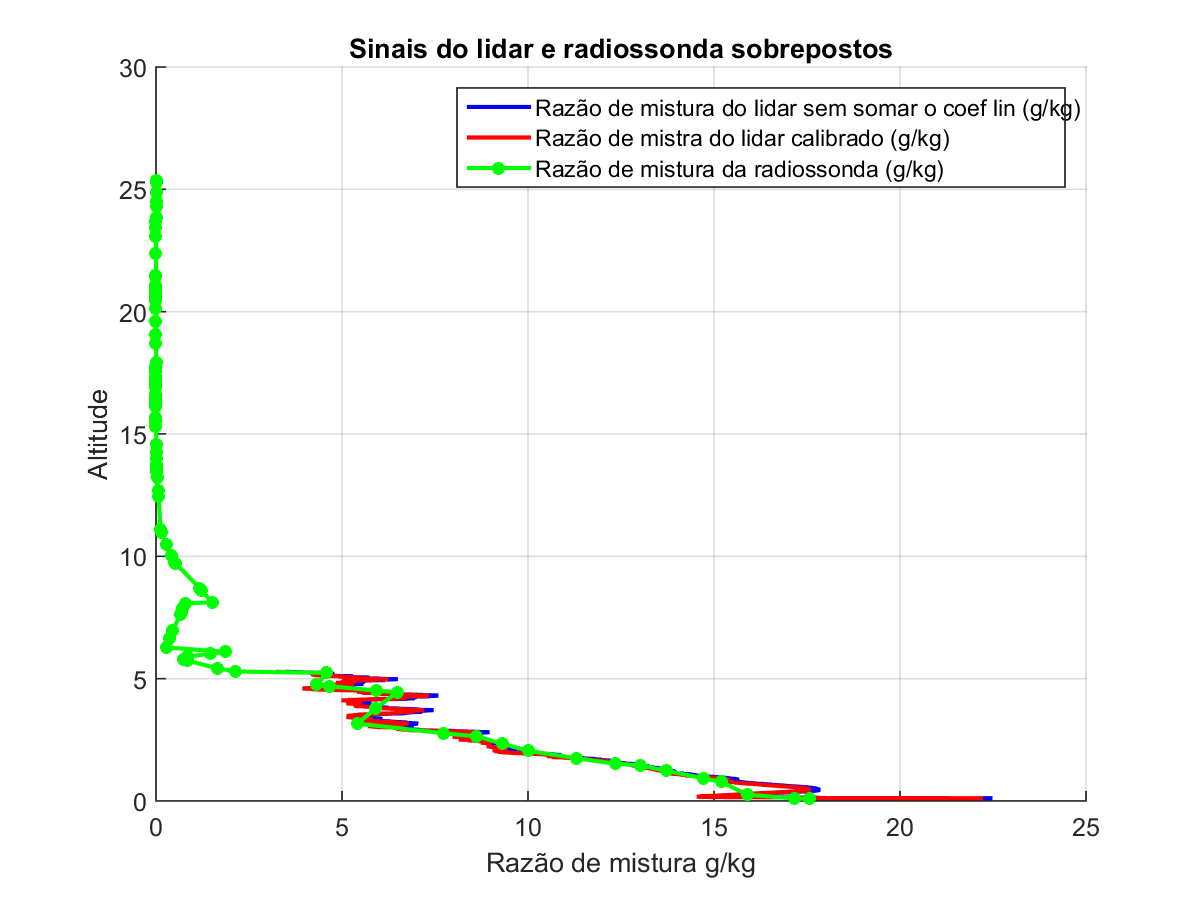 Sinais do lidar e radiossonda sobrepostos
30
Razão de mistura do lidar sem somar o coef lin (g/kg)
Razão de mistra do lidar calibrado (g/kg)
Razão de mistura da radiossonda (g/kg)
25
20
15
10
5
0
Altitude
0 5 10 15 20 25
Razão de mistura g/kg